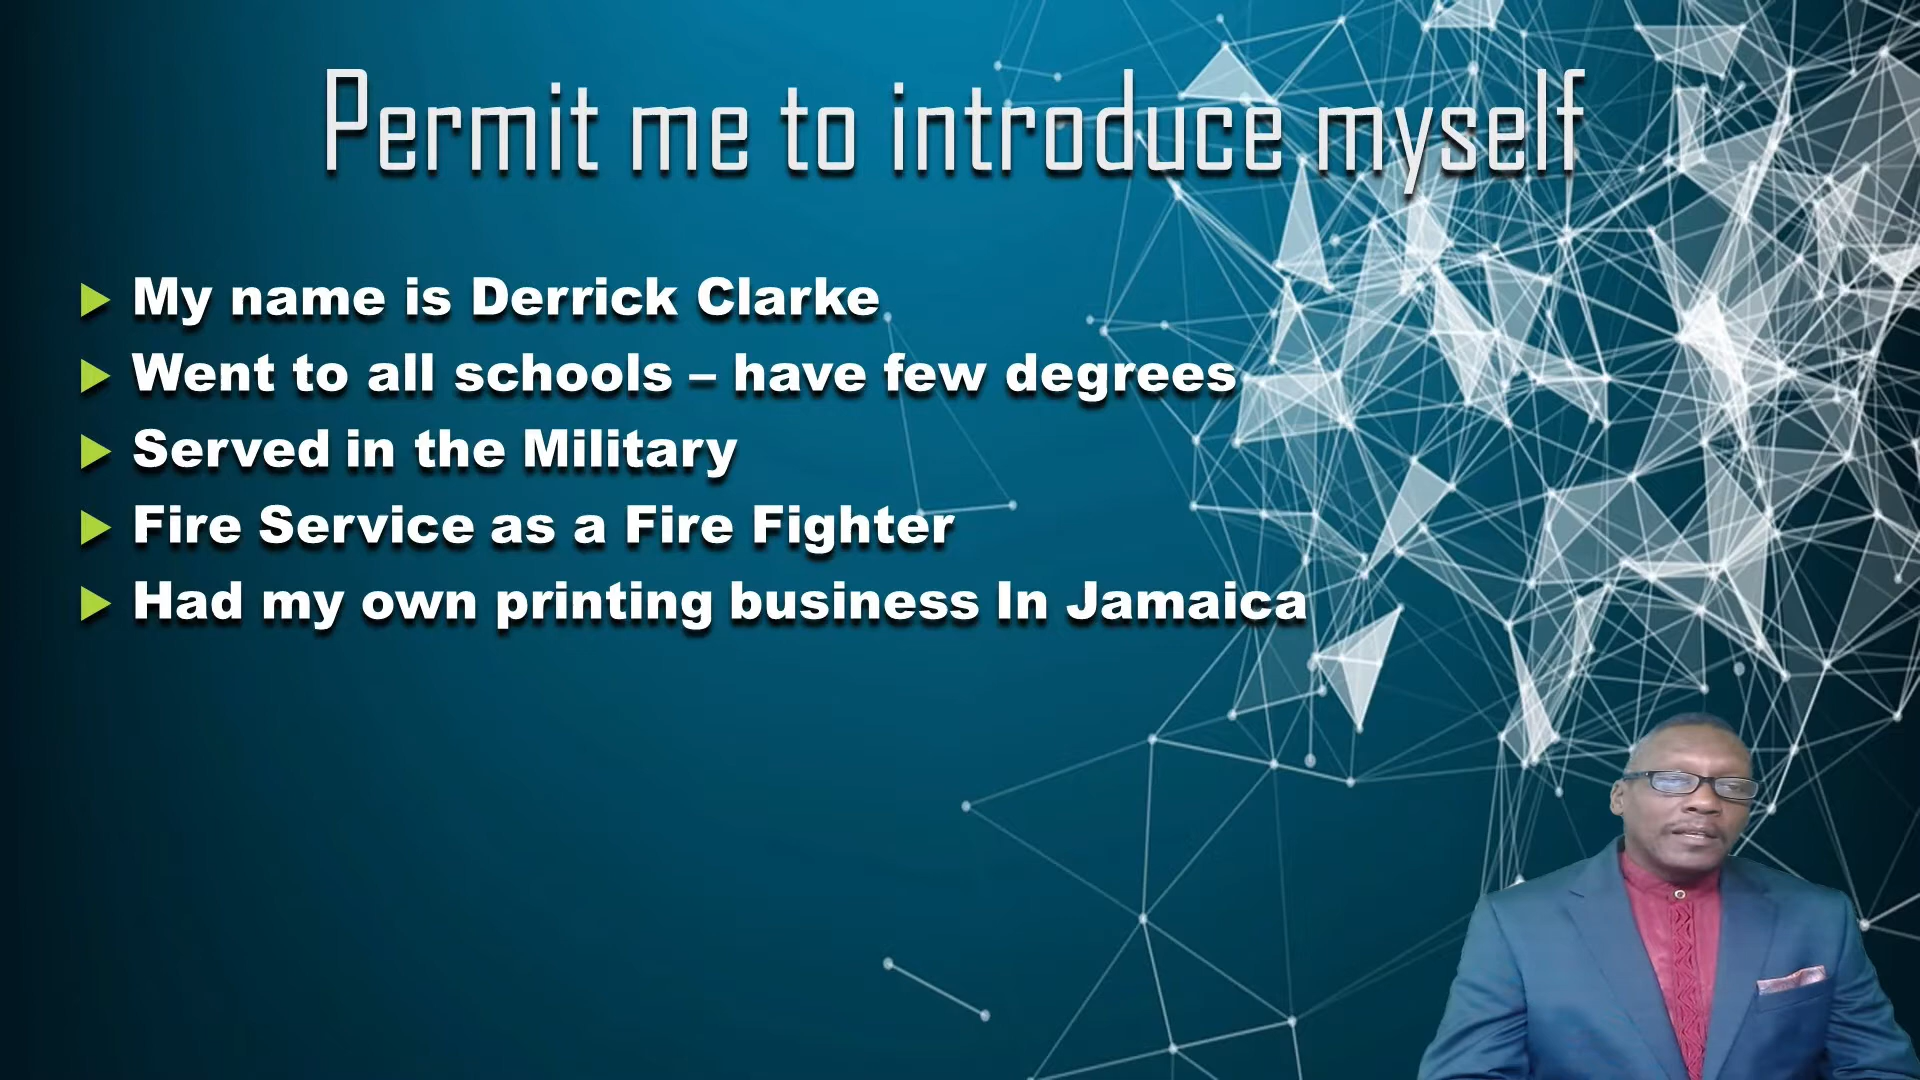 Permit me to introduce myself
My name is Derrick Clarke
Went to all schools – have few degrees
Served in the Military
Fire Service as a Fire Fighter
Had my own printing business In Jamaica